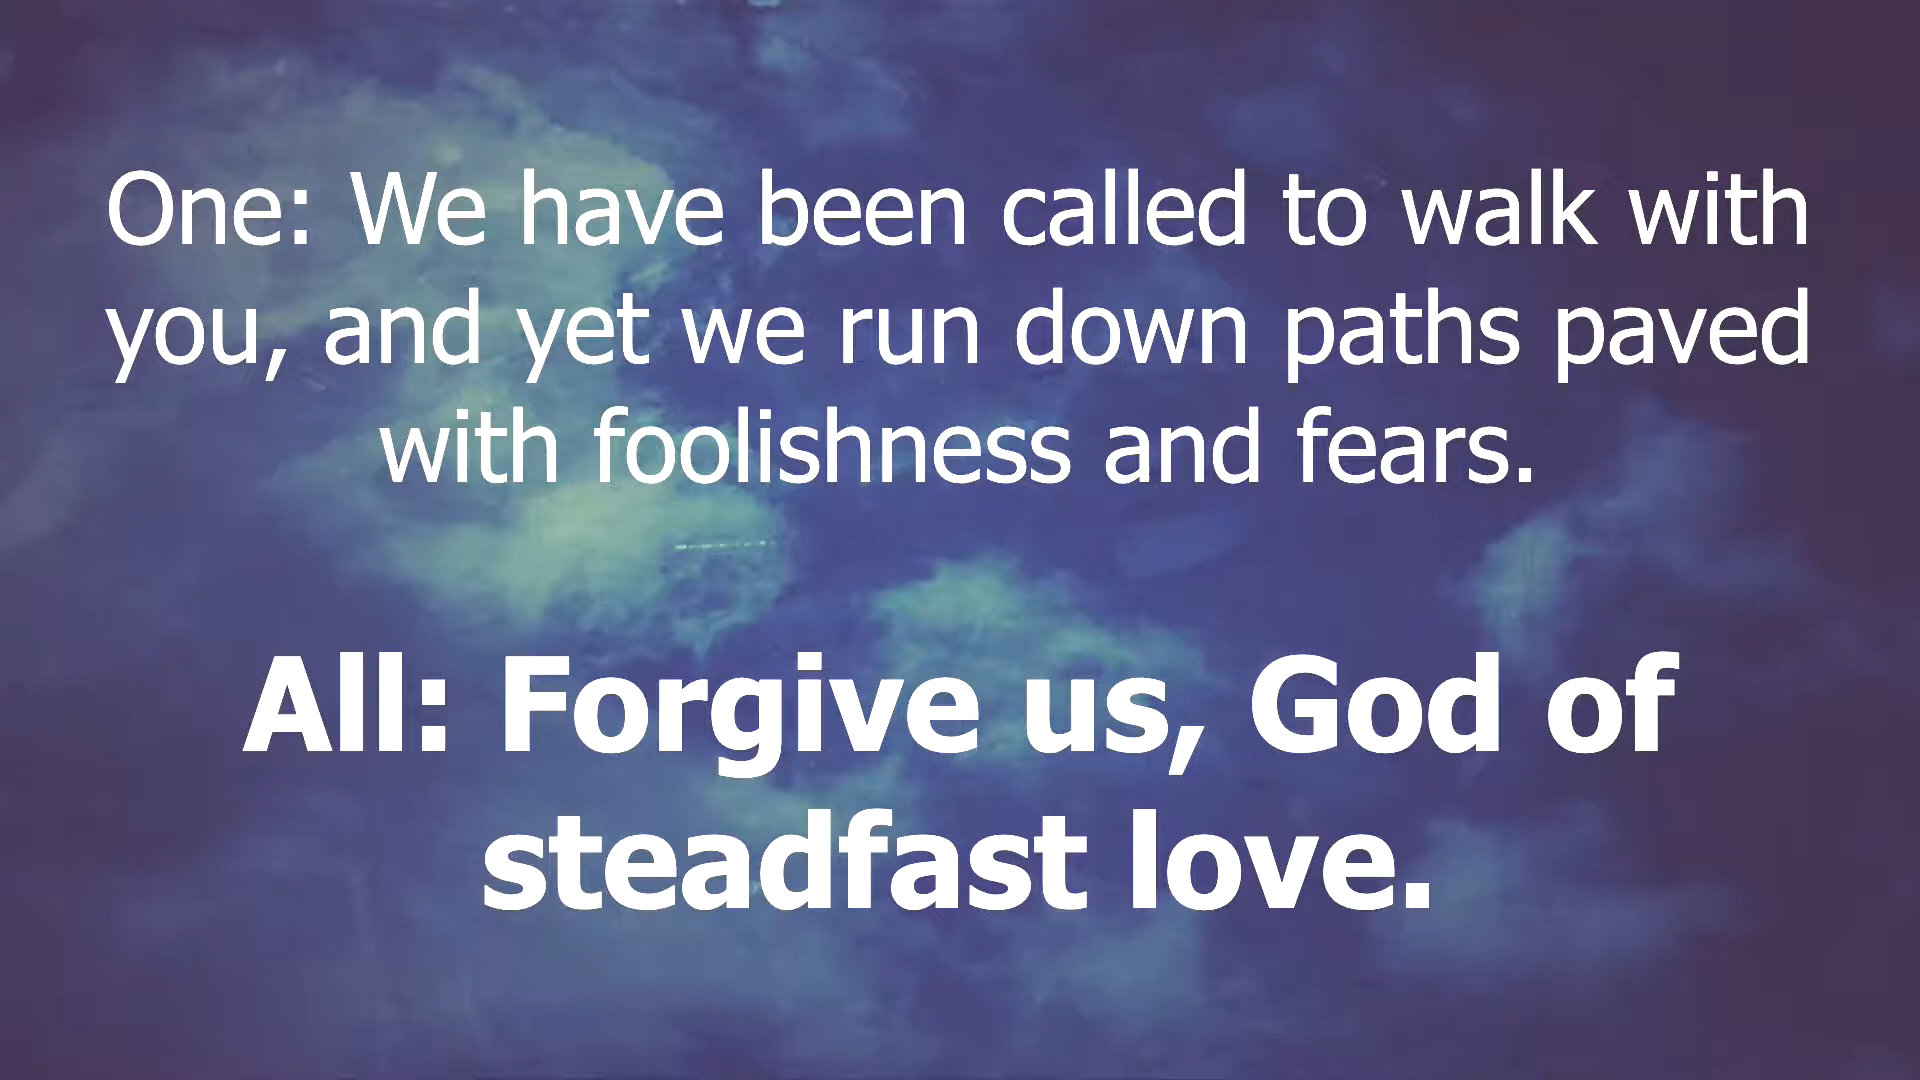 One: We have been called to walk with
you, and yet we run down paths paved
with foolishness and fears.
All: Forgive us, God of
steadfast love.